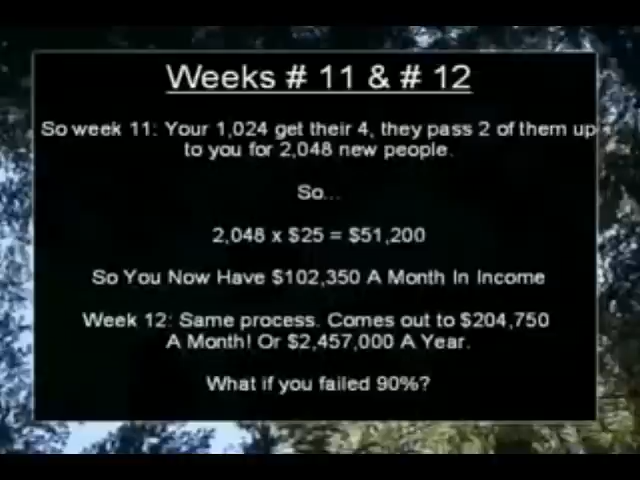 Weeks # 11 & # 12
So week 11: Your 1,024 get their 4, they pass 2 of them up
to you for 2,048 new people.
So...
2,048 x $25 = $51,200
So You Now Have $102,350 A Month In Income
Week 12: Same process. Comes out to $204,750
A Month! Or $2,457,000 A Year.
What if you failed 90%?